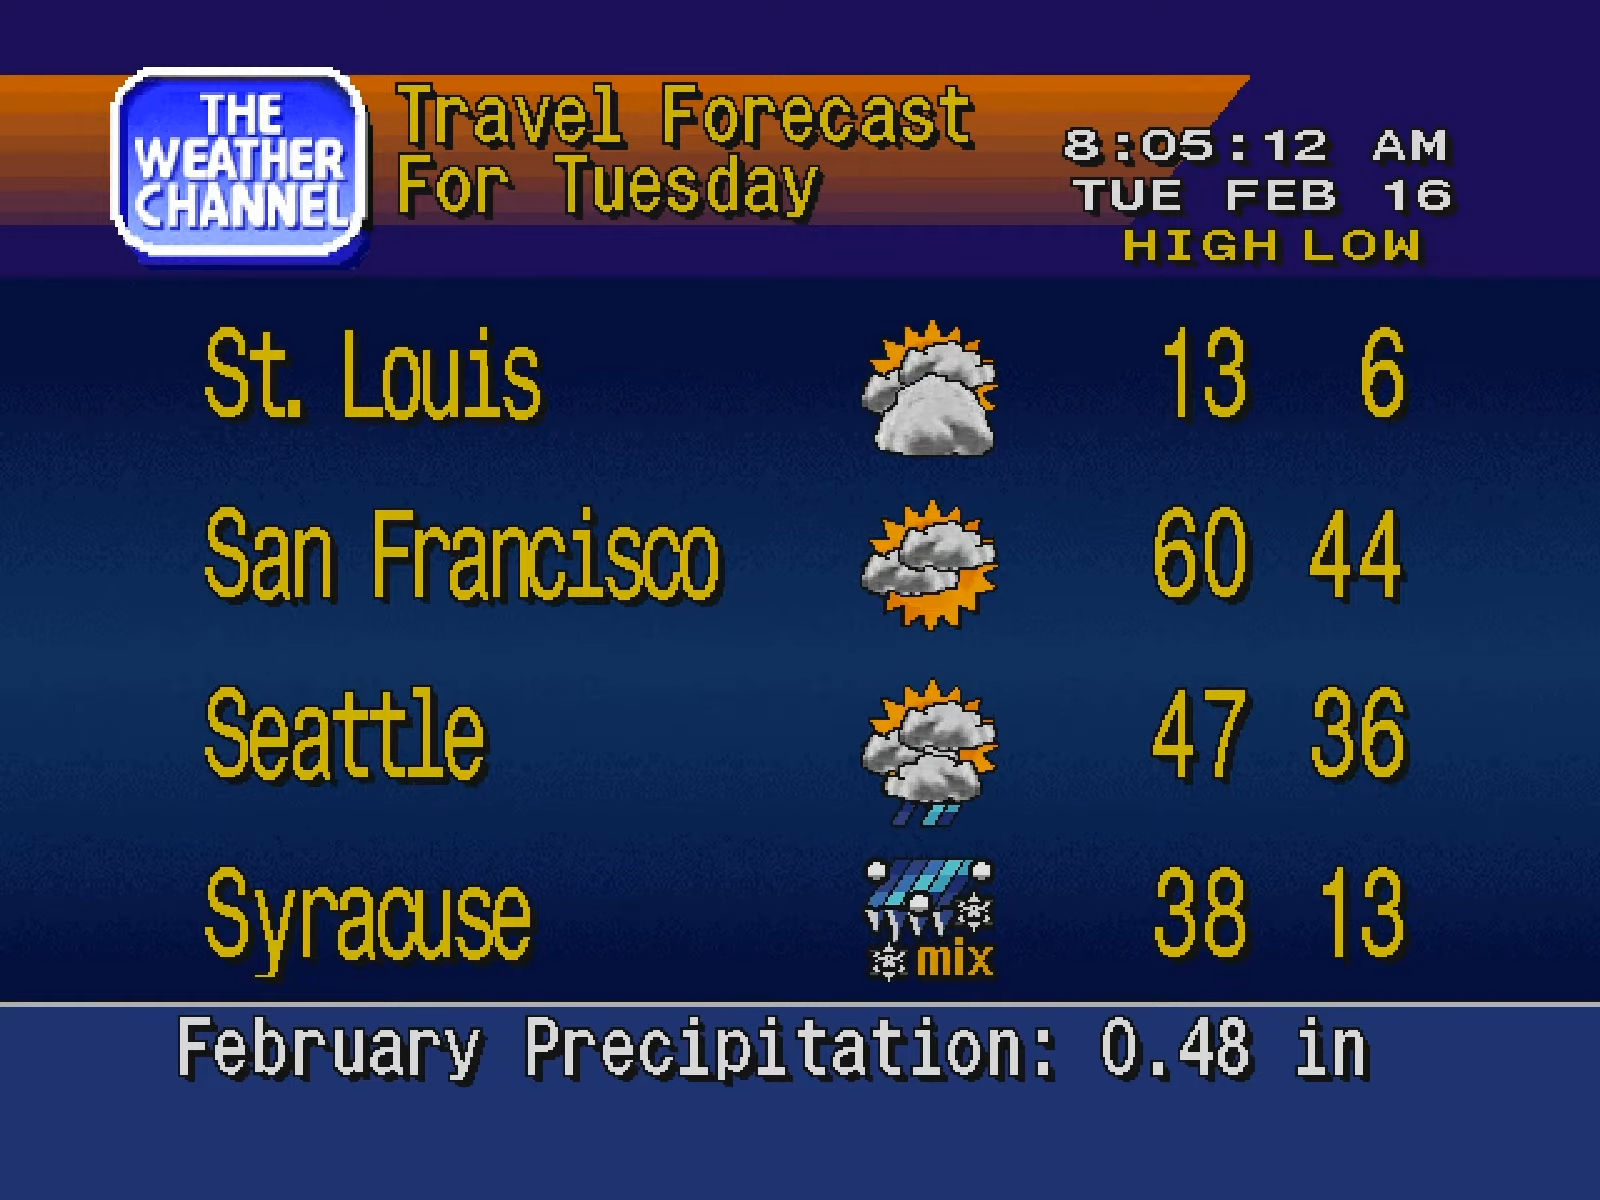 THE
WEATHER
CHANNEL
Travel Forecast
For Tuesday
8:05:12 AM
TUE FEB 16
HIGH LOW
St. Louis 13 6
San Francisco 60 44
Seattle 47 36
Syracuse mix 38 13
February Precipitation: 0.48 in